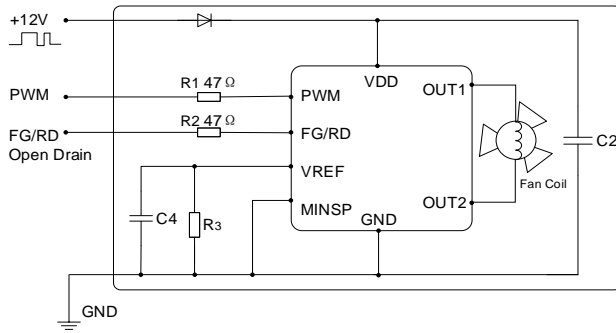 +12V
PWM
FG/RD
Open Drain
R1 47 Ω
R2 47 Ω
C4
R3
VDD
PWM
FG/RD
VREF
MINSP
GND
OUT1
OUT2
Fan Coil
C2
GND